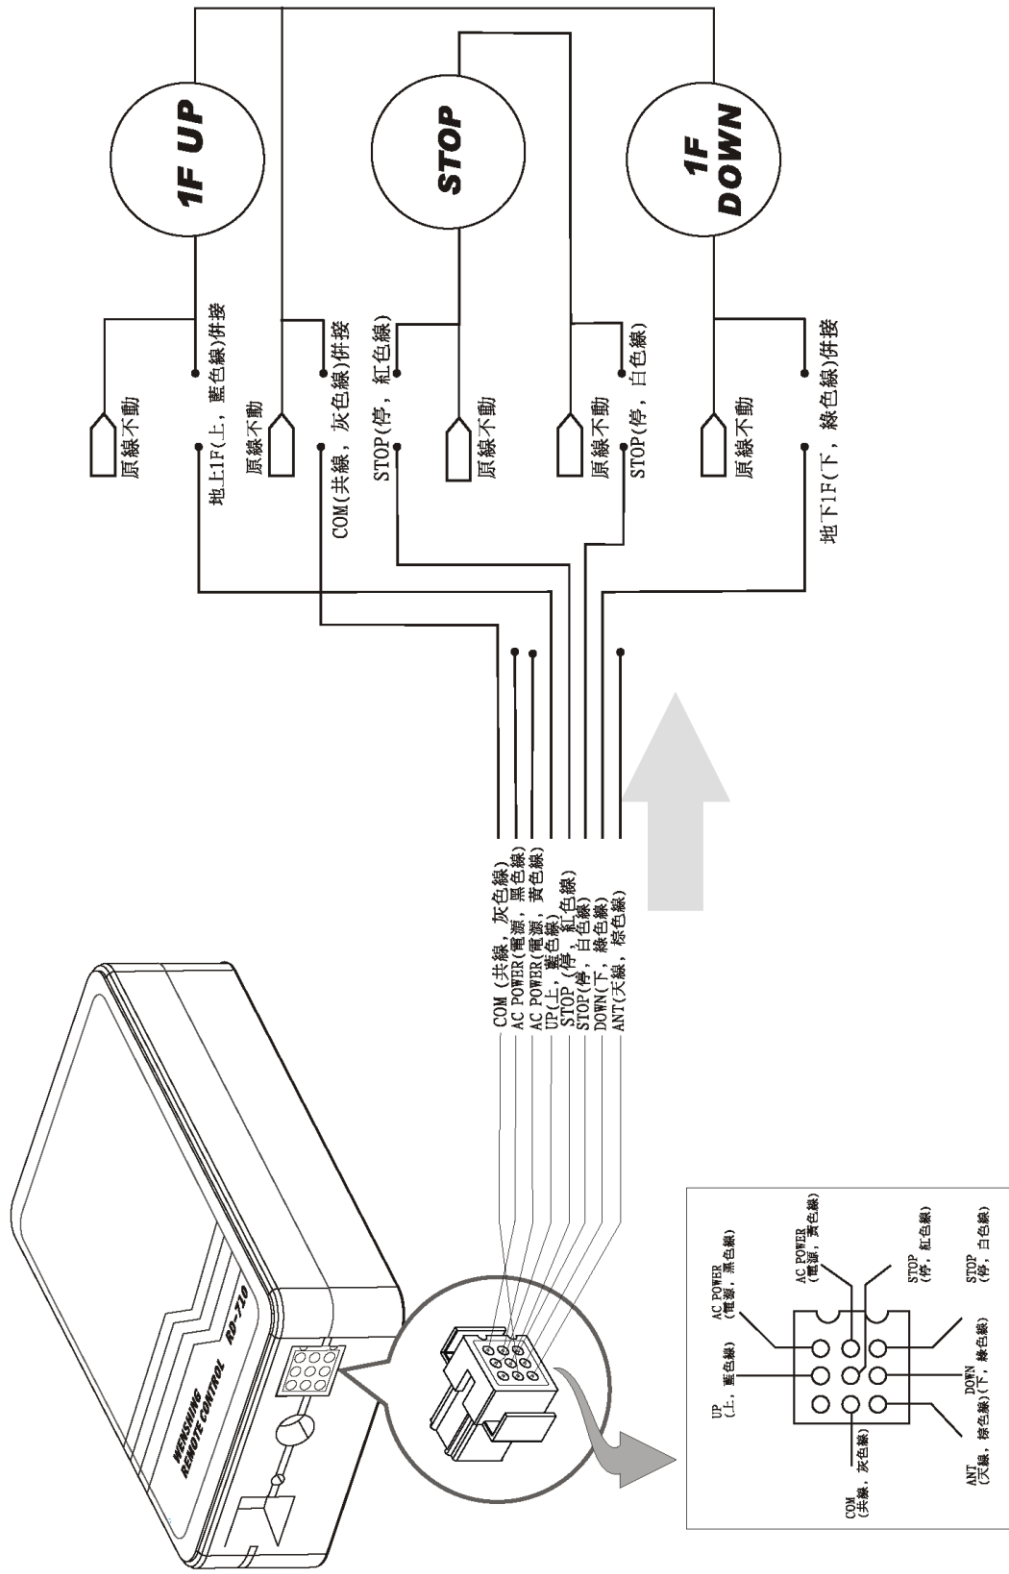 1F UP
STOP
1F
DOWN
原線不動
地上1F(上, 藍色線)併接
原線不動
COM(共線, 灰色線)併接
STOP(停, 紅色線)
原線不動
原線不動
STOP(停, 白色線)
原線不動
地下1F(下, 綠色線)併接
COM (共線, 灰色線)
AC POWER(電源, 黑色線)
AC POWER(電源, 黃色線)
UP(上, 藍色線)
STOP (停, 紅色線)
STOP(停, 白色線)
DOWN(下, 綠色線)
ANT(天線, 棕色線)
WENSHING
REMOTE CONTROL RD-710
UP
(上, 藍色線)
AC POWER
(電源, 黑色線)
AC POWER
(電源, 黃色線)
STOP
(停, 紅色線)
COM
(共線, 灰色線)
ANT
(天線, 棕色線)
DOWN
(下, 綠色線)
STOP
(停, 白色線)